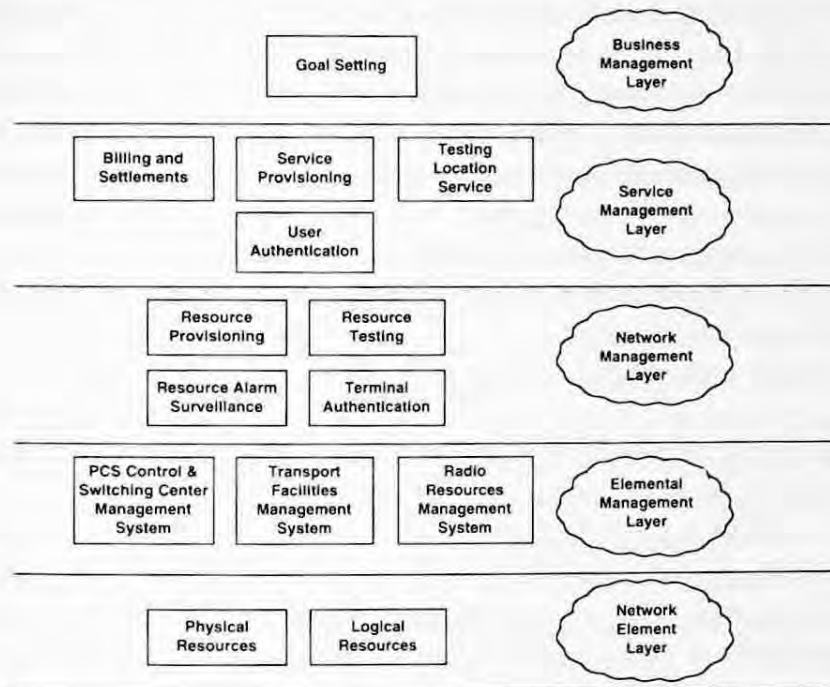 Goal Setting
Business
Management
Layer
Billing and
Settlements
Service
Provisioning
Testing
Location
Service
User
Authentication
Service
Management
Layer
Resource
Provisioning
Resource
Testing
Resource Alarm
Surveillance
Terminal
Authentication
Network
Management
Layer
PCS Control &
Switching Center
Management
System
Transport
Facilities
Management
System
Radio
Resources
Management
System
Elemental
Management
Layer
Physical
Resources
Logical
Resources
Network
Element
Layer